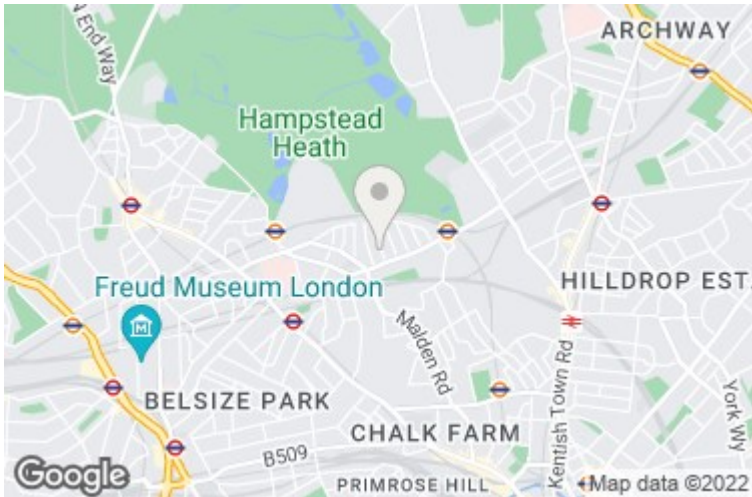 N End Way
ARCHWAY
Hampstead
Heath
HILLDROP EST
Freud Museum London
M
Malden Rd
Kentish Town Rd
York Wy
BELSIZE PARK
CHALK FARM
B509
PRIMROSE HILL
Google
Map data ©2022